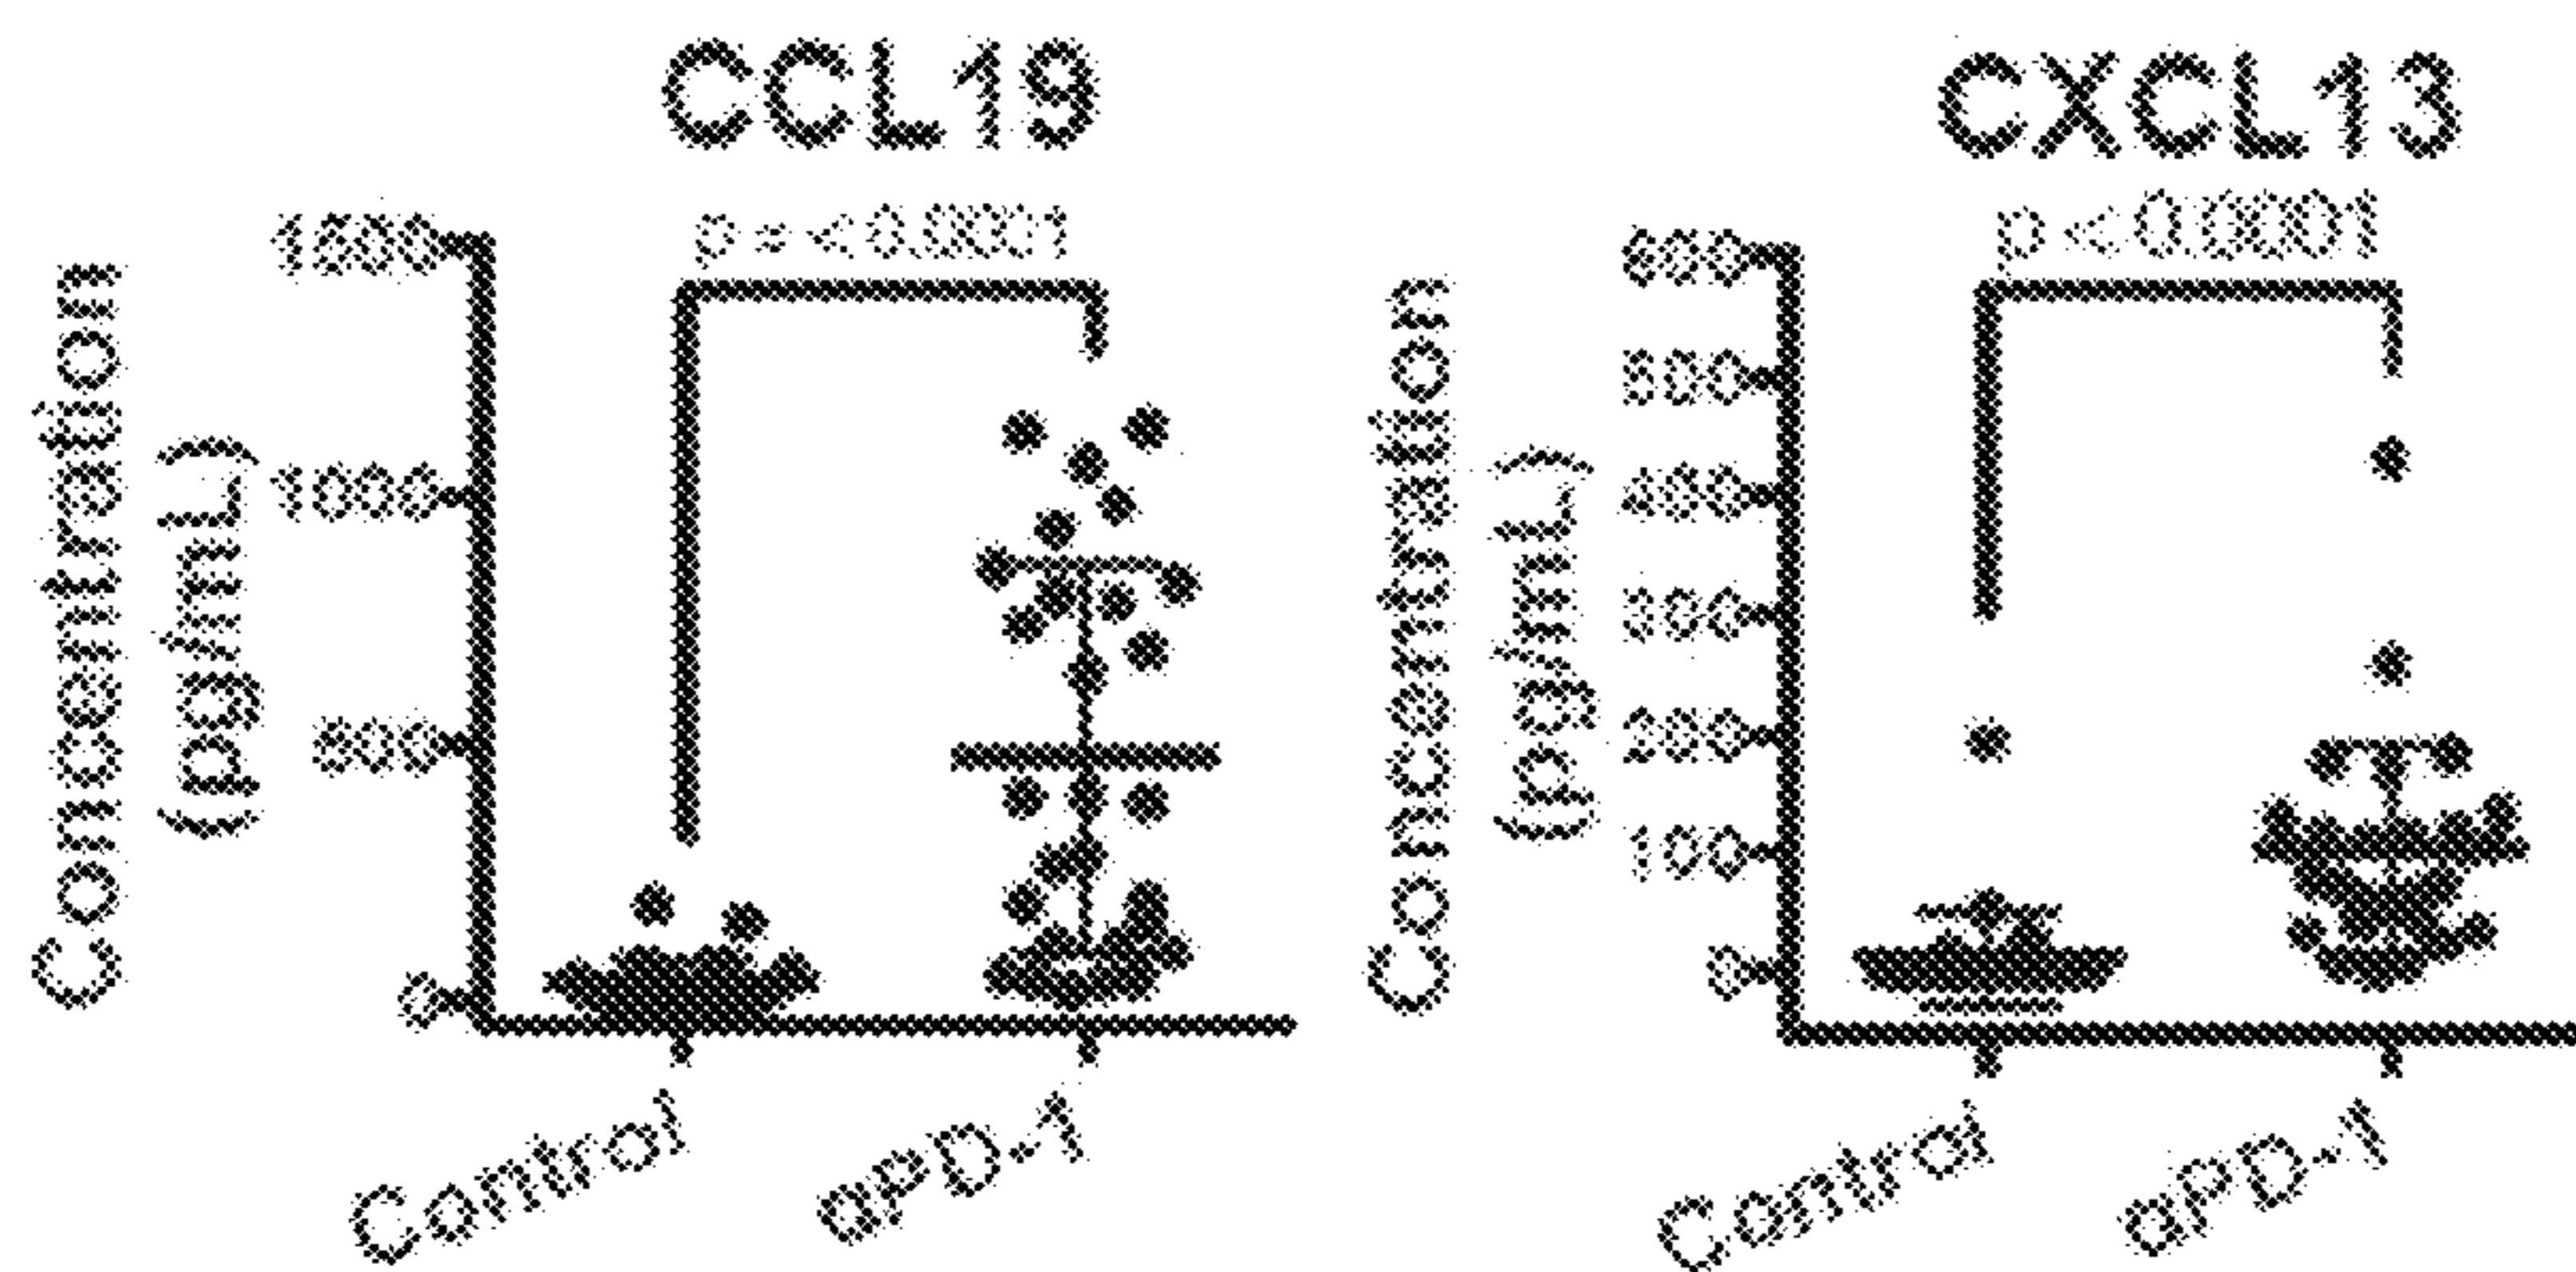 CCL19
p = < 0.0001
Concentration
(pg/mL)
1500
1000
500
0
Control
αPD-1
CXCL13
p < 0.0001
Concentration
(pg/mL)
600
500
400
300
200
100
0
Control
αPD-1